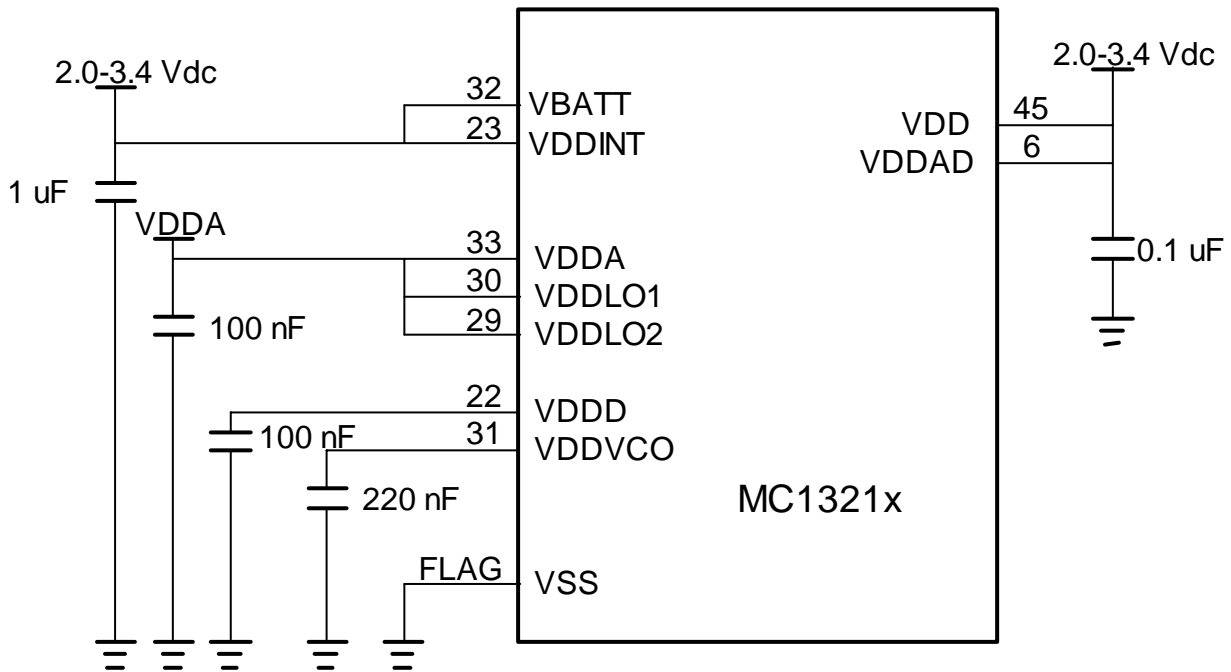 2.0-3.4 Vdc
2.0-3.4 Vdc
32
VBATT
45
VDD
23
VDDINT
6
VDDAD
1 uF
VDDA
33
VDDA
0.1 uF
30
VDDLO1
100 nF
29
VDDLO2
22
VDDD
100 nF
31
VDDVCO
220 nF
MC1321x
FLAG
VSS